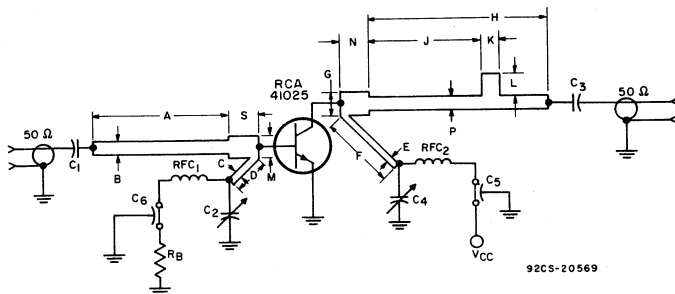 H
N
J
K
G
L
RCA
41025
C3
50 Ω
A
S
50 Ω
P
C1
B
RFC1
C
D
M
E
F
RFC2
C6
C2
C4
C5
RB
VCC
92CS-20569